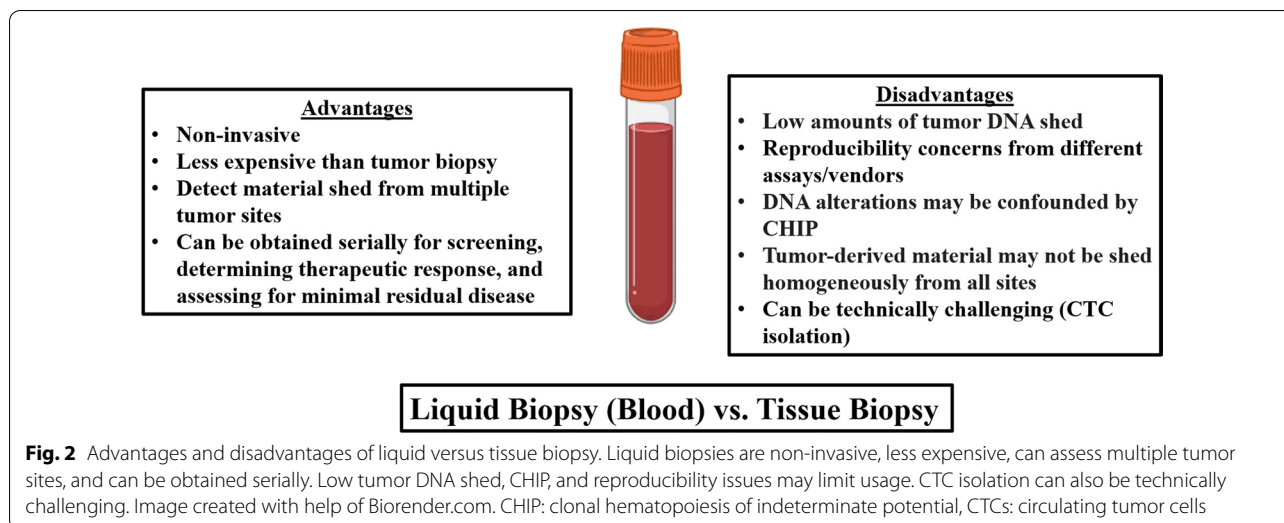 Advantages
• Non-invasive
• Less expensive than tumor biopsy
• Detect material shed from multiple
tumor sites
• Can be obtained serially for screening,
determining therapeutic response, and
assessing for minimal residual disease
Disadvantages
• Low amounts of tumor DNA shed
• Reproducibility concerns from different
assays/vendors
• DNA alterations may be confounded by
CHIP
• Tumor-derived material may not be shed
homogeneously from all sites
• Can be technically challenging (CTC
isolation)
Liquid Biopsy (Blood) vs. Tissue Biopsy
Fig. 2 Advantages and disadvantages of liquid versus tissue biopsy. Liquid biopsies are non-invasive, less expensive, can assess multiple tumor
sites, and can be obtained serially. Low tumor DNA shed, CHIP, and reproducibility issues may limit usage. CTC isolation can also be technically
challenging. Image created with help of Biorender.com. CHIP: clonal hematopoiesis of indeterminate potential, CTCs: circulating tumor cells